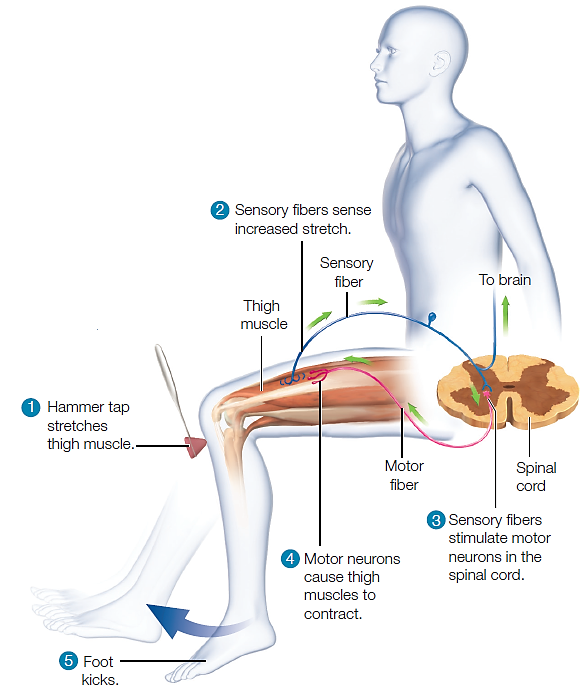 2 Sensory fibers sense
increased stretch.
Sensory
fiber
To brain
Thigh
muscle
1 Hammer tap
stretches
thigh muscle.
Motor
fiber
Spinal
cord
3 Sensory fibers
stimulate motor
neurons in the
spinal cord.
4 Motor neurons
cause thigh
muscles to
contract.
5 Foot
kicks.